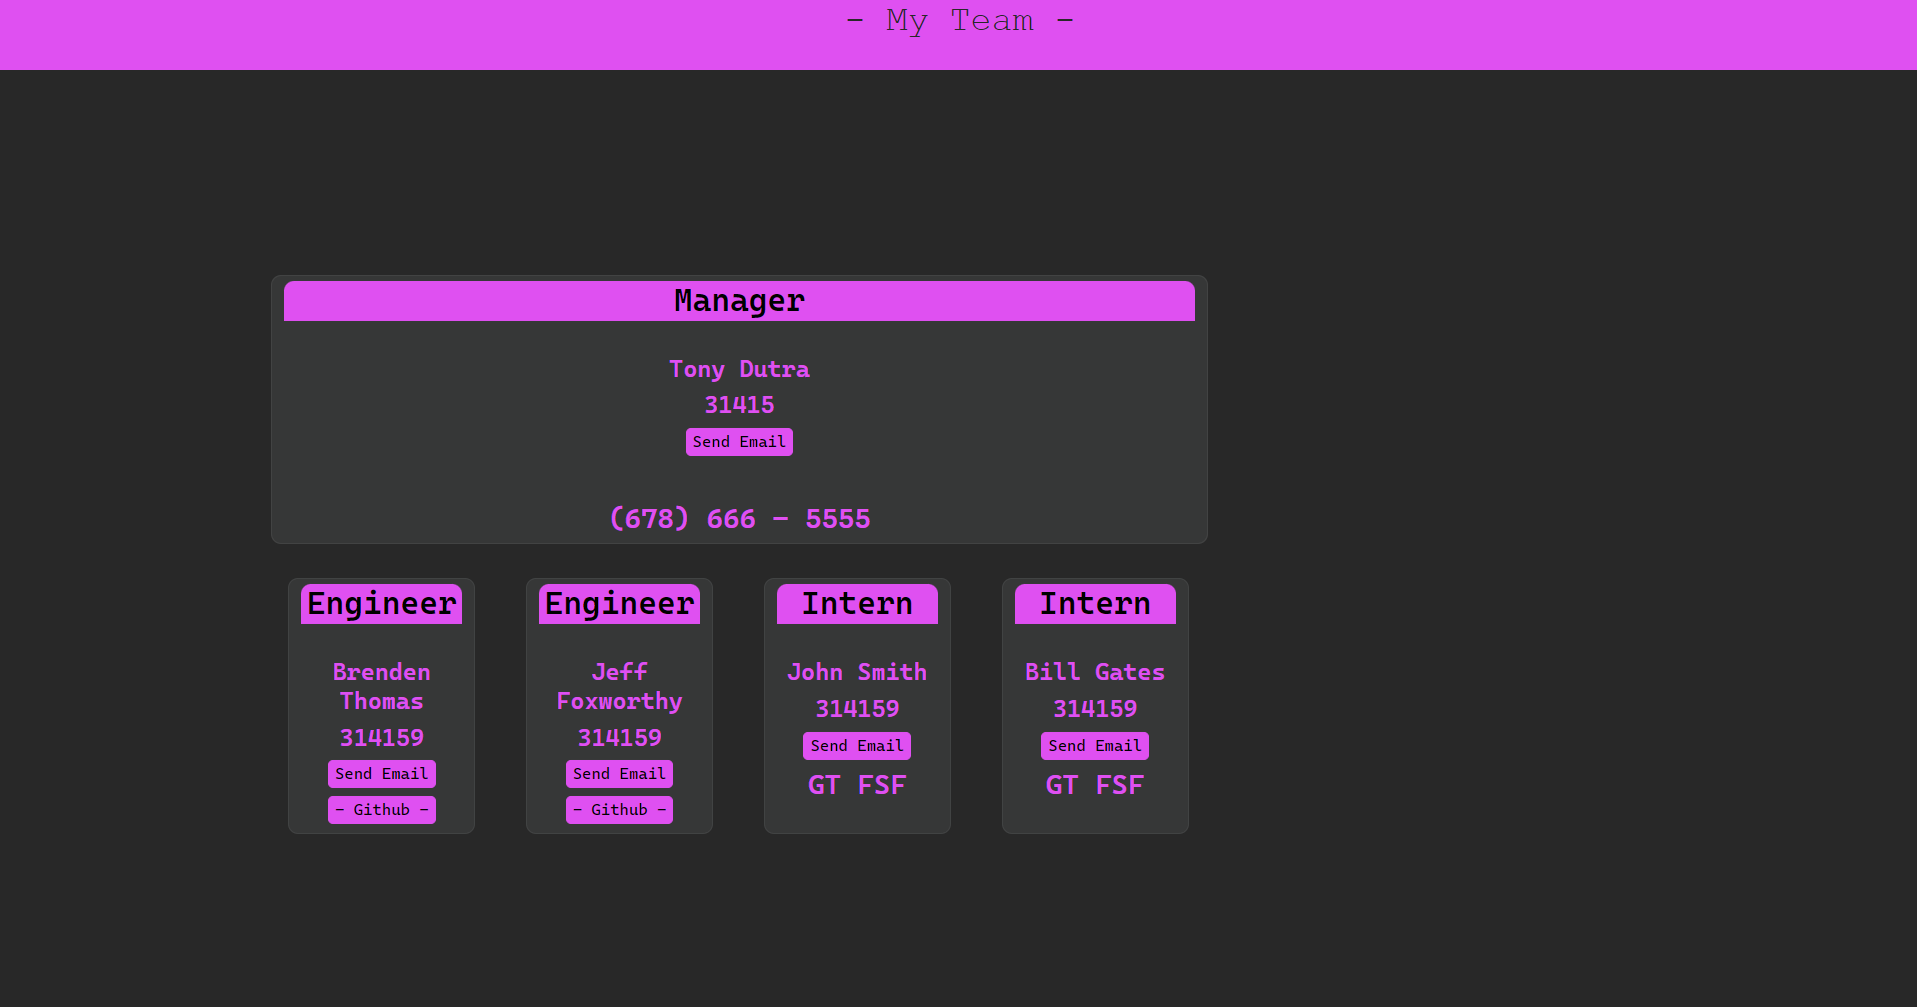 - My Team -
Manager
Tony Dutra
31415
Send Email
(678) 666 - 5555
Engineer
Brenden
Thomas
314159
Send Email
- Github -
Engineer
Jeff
Foxworthy
314159
Send Email
- Github -
Intern
John Smith
314159
Send Email
GT FSF
Intern
Bill Gates
314159
Send Email
GT FSF